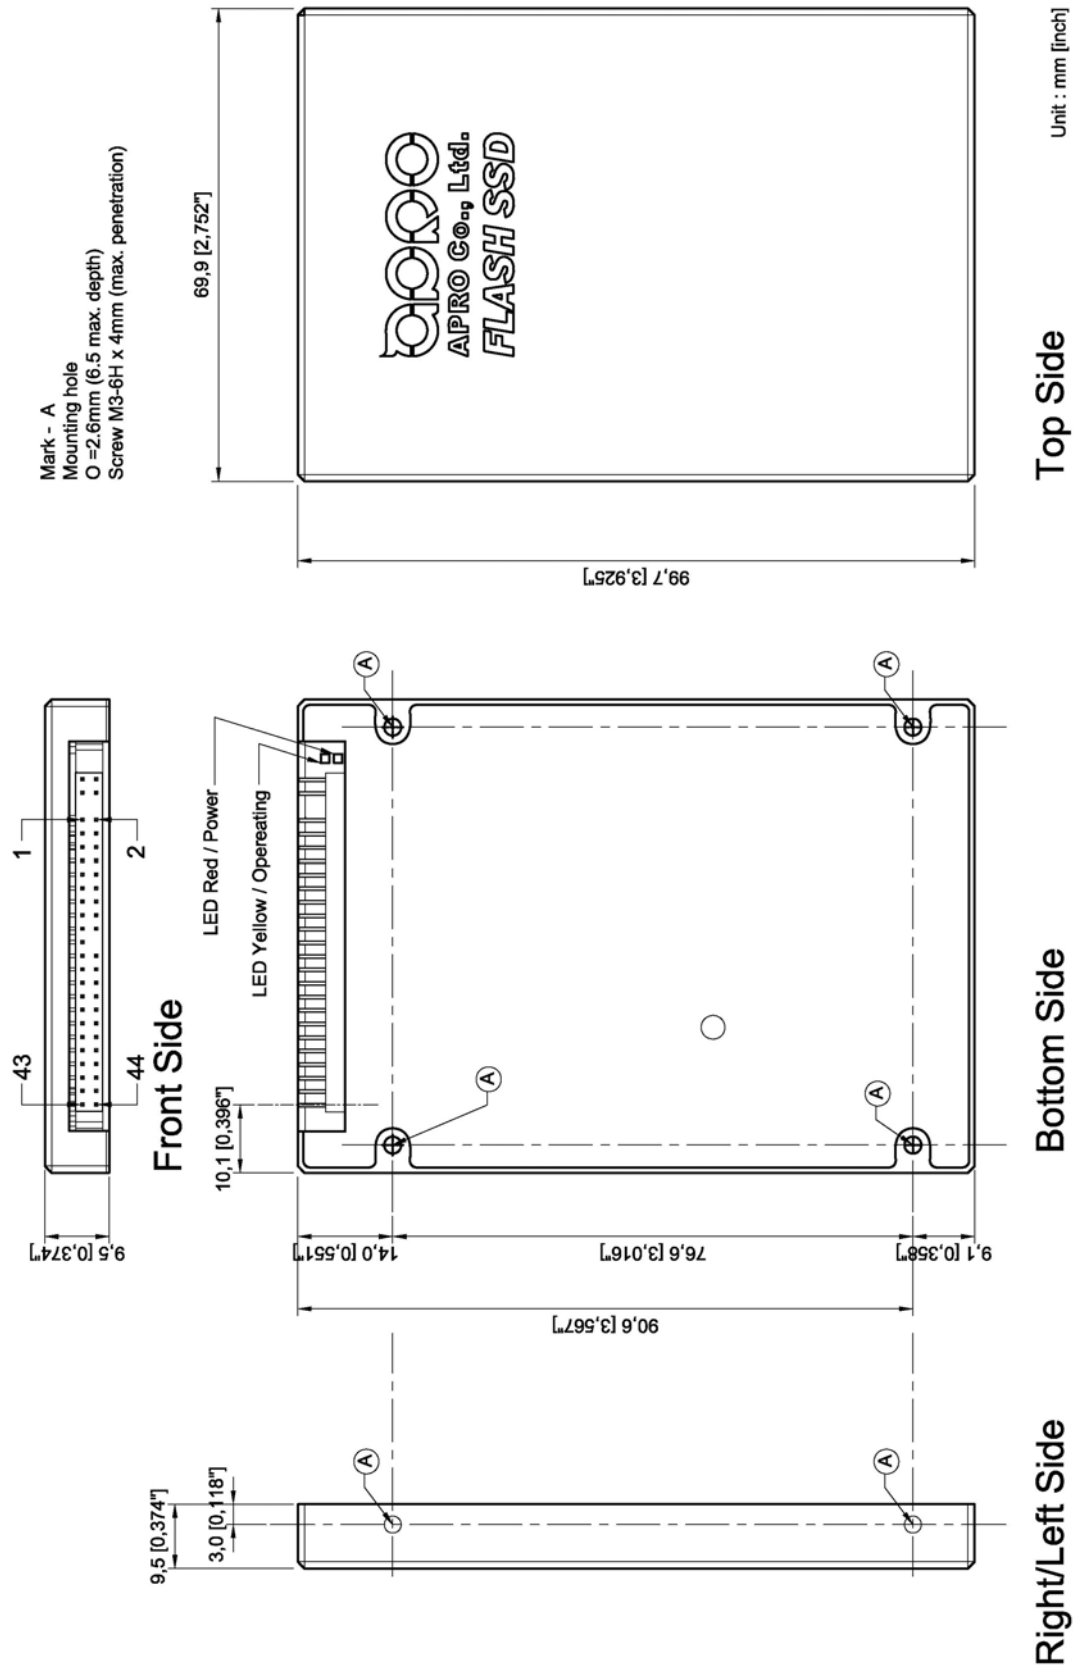 Mark - A
Mounting hole
O =2.6mm (6.5 max. depth)
Screw M3-6H x 4mm (max. penetration)
69,9 [2,752"]
APRO
APRO Co., Ltd.
FLASH SSD
99,7 [3,925"]
Top Side
Unit : mm [inch]
43
1
44
2
9,5 [0,374"]
Front Side
LED Red / Power
LED Yellow / Opereating
10,1 [0,396"]
A
A
A
A
14,0 [0,551"]
76,6 [3,016"]
9,1 [0,358"]
90,6 [3,567"]
Bottom Side
9,5 [0,374"]
3,0 [0,118"]
A
A
Right/Left Side